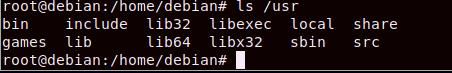 root@debian:/home/debian# ls /usr
bin include lib32 libexec local share
games lib lib64 libx32 sbin src
root@debian:/home/debian#